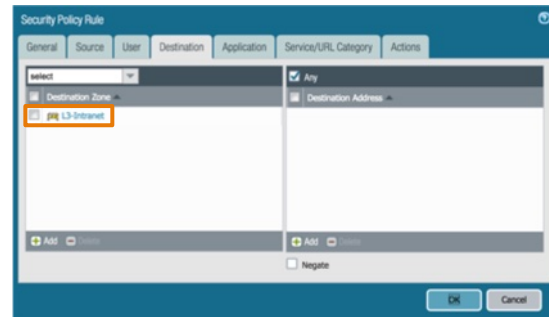 Security Policy Rule
General Source User Destination Application Service/URL Category Actions
select
Any
Destination Zone
Destination Address
L3-Intranet
Add Delete
Add Delete
Negate
OK Cancel